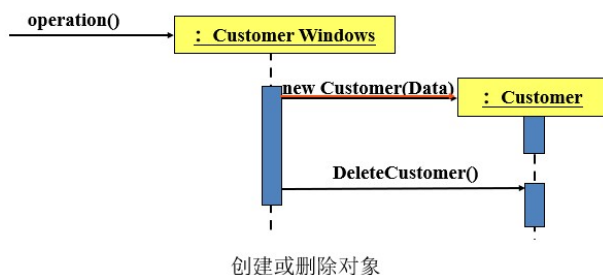 operation()
: Customer Windows
new Customer(Data)
: Customer
DeleteCustomer()
创建或删除对象